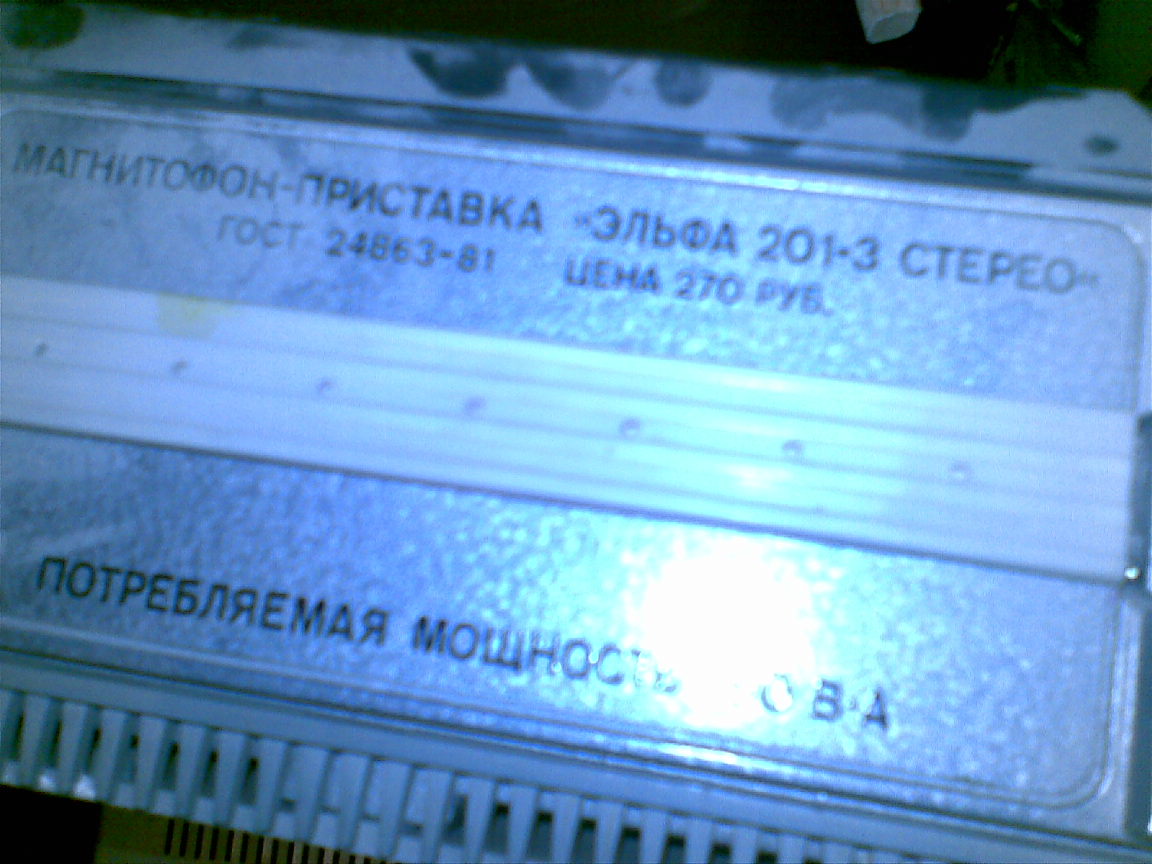 МАГНИТОФОН-ПРИСТАВКА «ЭЛЬФА 201-3 СТЕРЕО»
ГОСТ 24863-81 ЦЕНА 270 РУБ.
ПОТРЕБЛЯЕМАЯ МОЩНОСТЬ В·А